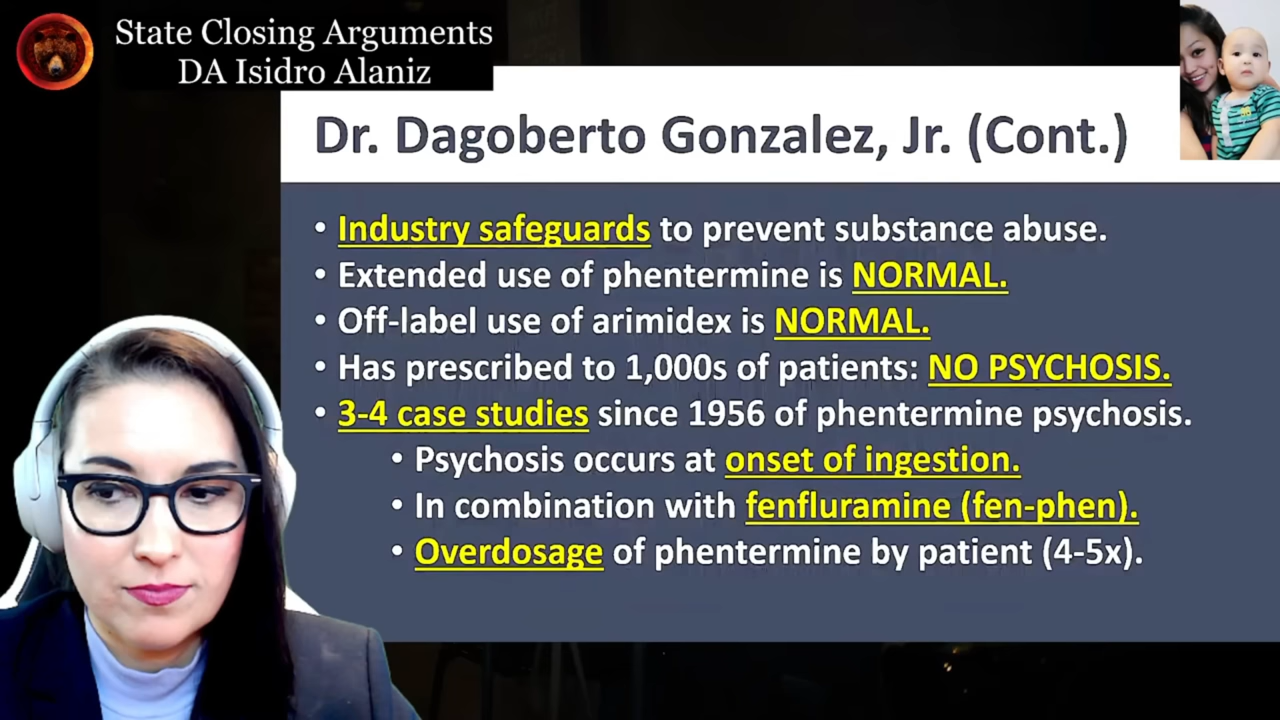 State Closing Arguments
DA Isidro Alaniz
Dr. Dagoberto Gonzalez, Jr. (Cont.)
• Industry safeguards to prevent substance abuse.
• Extended use of phentermine is NORMAL.
• Off-label use of arimidex is NORMAL.
• Has prescribed to 1,000s of patients: NO PSYCHOSIS.
• 3-4 case studies since 1956 of phentermine psychosis.
• Psychosis occurs at onset of ingestion.
• In combination with fenfluramine (fen-phen).
• Overdosage of phentermine by patient (4-5x).